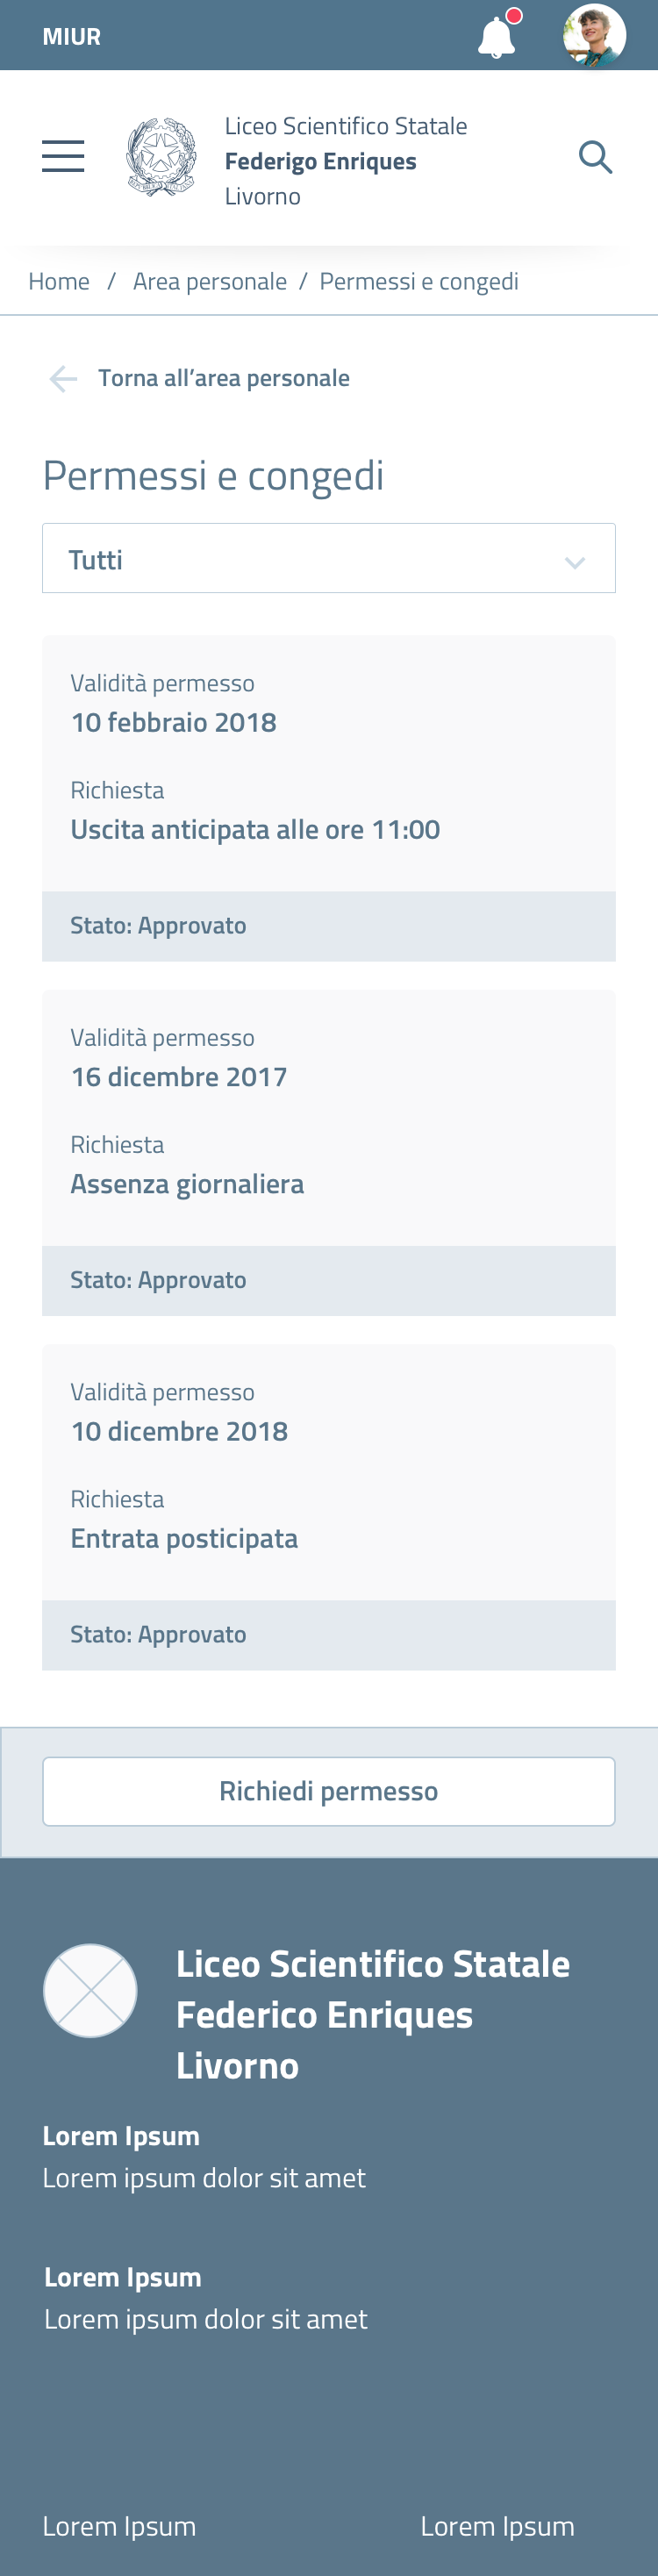 MIUR
Liceo Scientifico Statale
Federigo Enriques
Livorno
Home / Area personale / Permessi e congedi
Torna all’area personale
Permessi e congedi
Tutti
Validità permesso
10 febbraio 2018
Richiesta
Uscita anticipata alle ore 11:00
Stato: Approvato
Validità permesso
16 dicembre 2017
Richiesta
Assenza giornaliera
Stato: Approvato
Validità permesso
10 dicembre 2018
Richiesta
Entrata posticipata
Stato: Approvato
Richiedi permesso
Liceo Scientifico Statale
Federico Enriques
Livorno
Lorem Ipsum
Lorem ipsum dolor sit amet
Lorem Ipsum
Lorem ipsum dolor sit amet
Lorem Ipsum Lorem Ipsum